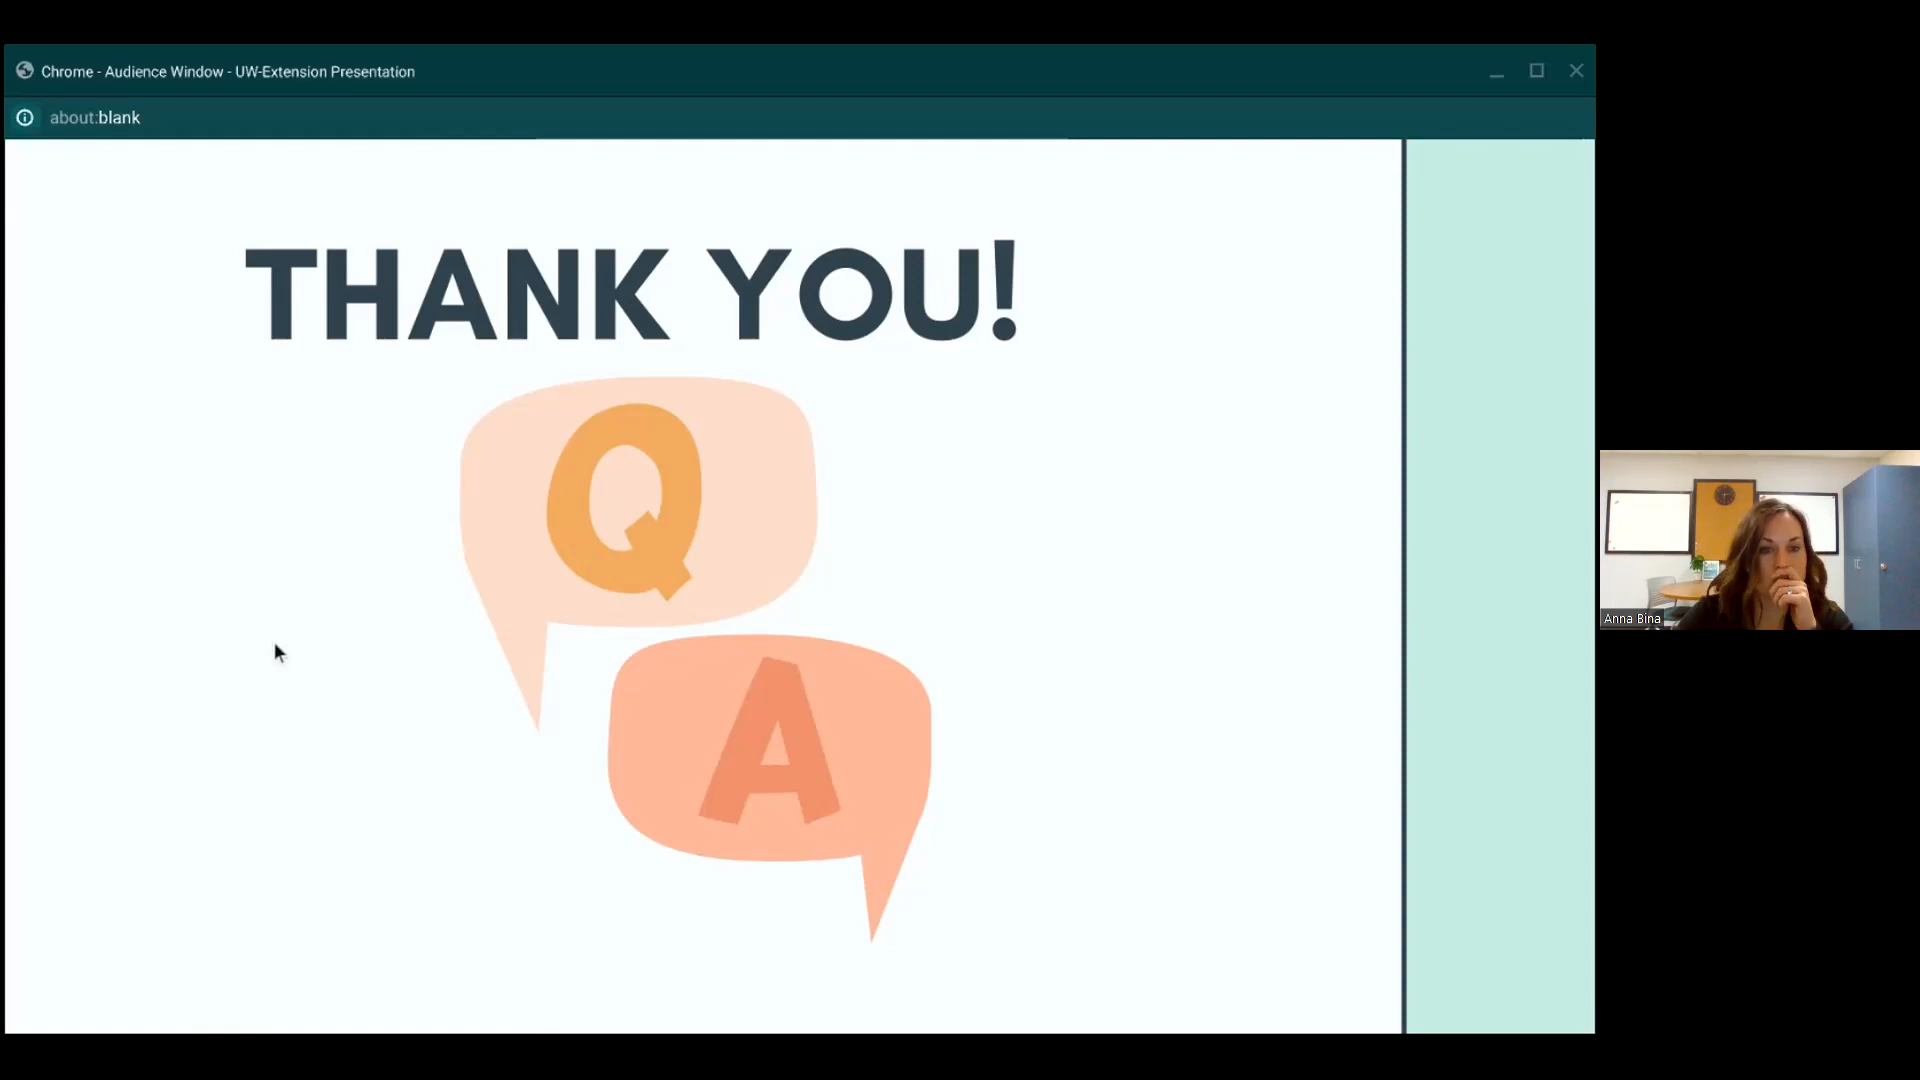 Chrome - Audience Window - UW-Extension Presentation
about:blank
THANK YOU!
Q
A
Anna Bina